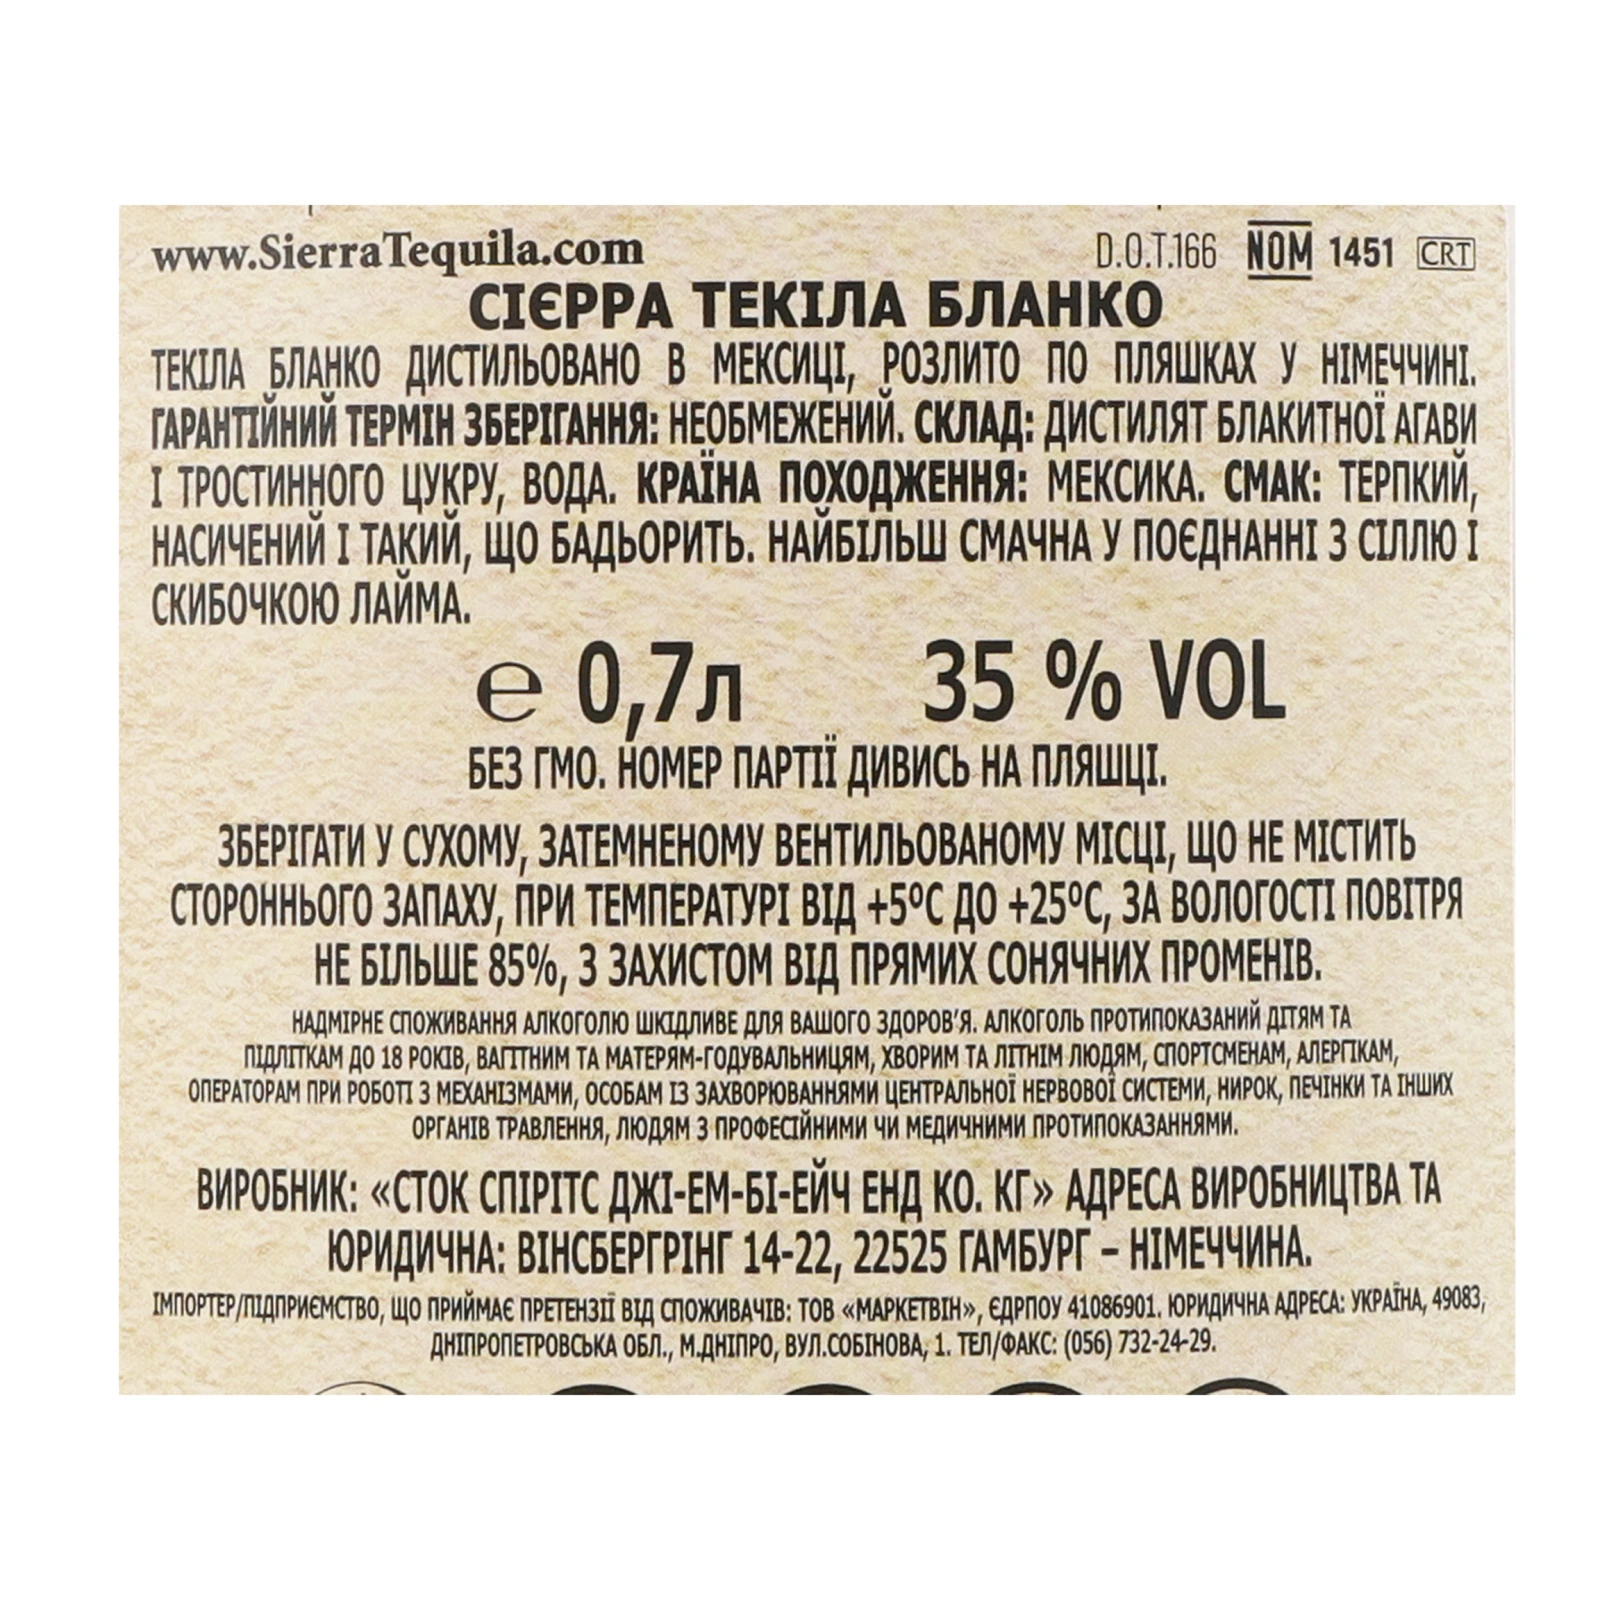 www.SierraTequila.com D.O.T.166 NOM 1451 CRT
СІЄРРА ТЕКІЛА БЛАНКО
ТЕКІЛА БЛАНКО ДИСТИЛЬОВАНО В МЕКСИЦІ, РОЗЛИТО ПО ПЛЯШКАХ У НІМЕЧЧИНІ.
ГАРАНТІЙНИЙ ТЕРМІН ЗБЕРІГАННЯ: НЕОБМЕЖЕНИЙ. СКЛАД: ДИСТИЛЯТ БЛАКИТНОЇ АГАВИ
І ТРОСТИННОГО ЦУКРУ, ВОДА. КРАЇНА ПОХОДЖЕННЯ: МЕКСИКА. СМАК: ТЕРПКИЙ,
НАСИЧЕНИЙ І ТАКИЙ, ЩО БАДЬОРИТЬ. НАЙБІЛЬШ СМАЧНА У ПОЄДНАННІ З СІЛЛЮ І
СКИБОЧКОЮ ЛАЙМА.
℮ 0,7л 35 % VOL
БЕЗ ГМО. НОМЕР ПАРТІЇ ДИВИСЬ НА ПЛЯШЦІ.
ЗБЕРІГАТИ У СУХОМУ, ЗАТЕМНЕНОМУ ВЕНТИЛЬОВАНОМУ МІСЦІ, ЩО НЕ МІСТИТЬ
СТОРОННЬОГО ЗАПАХУ, ПРИ ТЕМПЕРАТУРІ ВІД +5ºС ДО +25ºС, ЗА ВОЛОГОСТІ ПОВІТРЯ
НЕ БІЛЬШЕ 85%, З ЗАХИСТОМ ВІД ПРЯМИХ СОНЯЧНИХ ПРОМЕНІВ.
НАДМІРНЕ СПОЖИВАННЯ АЛКОГОЛЮ ШКІДЛИВЕ ДЛЯ ВАШОГО ЗДОРОВ'Я. АЛКОГОЛЬ ПРОТИПОКАЗАНИЙ ДІТЯМ ТА
ПІДЛІТКАМ ДО 18 РОКІВ, ВАГІТНИМ ТА МАТЕРЯМ-ГОДУВАЛЬНИЦЯМ, ХВОРИМ ТА ЛІТНІМ ЛЮДЯМ, СПОРТСМЕНАМ, АЛЕРГІКАМ,
ОПЕРАТОРАМ ПРИ РОБОТІ З МЕХАНІЗМАМИ, ОСОБАМ ІЗ ЗАХВОРЮВАННЯМИ ЦЕНТРАЛЬНОЇ НЕРВОВОЇ СИСТЕМИ, НИРОК, ПЕЧІНКИ ТА ІНШИХ
ОРГАНІВ ТРАВЛЕННЯ, ЛЮДЯМ З ПРОФЕСІЙНИМИ ЧИ МЕДИЧНИМИ ПРОТИПОКАЗАННЯМИ.
ВИРОБНИК: «СТОК СПІРІТС ДЖІ-ЕМ-БІ-ЕЙЧ ЕНД КО. КГ» АДРЕСА ВИРОБНИЦТВА ТА
ЮРИДИЧНА: ВІНСБЕРГРІНГ 14-22, 22525 ГАМБУРГ – НІМЕЧЧИНА.
ІМПОРТЕР/ПІДПРИЄМСТВО, ЩО ПРИЙМАЄ ПРЕТЕНЗІЇ ВІД СПОЖИВАЧІВ: ТОВ «МАРКЕТВІН», ЄДРПОУ 41086901. ЮРИДИЧНА АДРЕСА: УКРАЇНА, 49083,
ДНІПРОПЕТРОВСЬКА ОБЛ., М.ДНІПРО, ВУЛ.СОБІНОВА, 1. ТЕЛ/ФАКС: (056) 732-24-29.